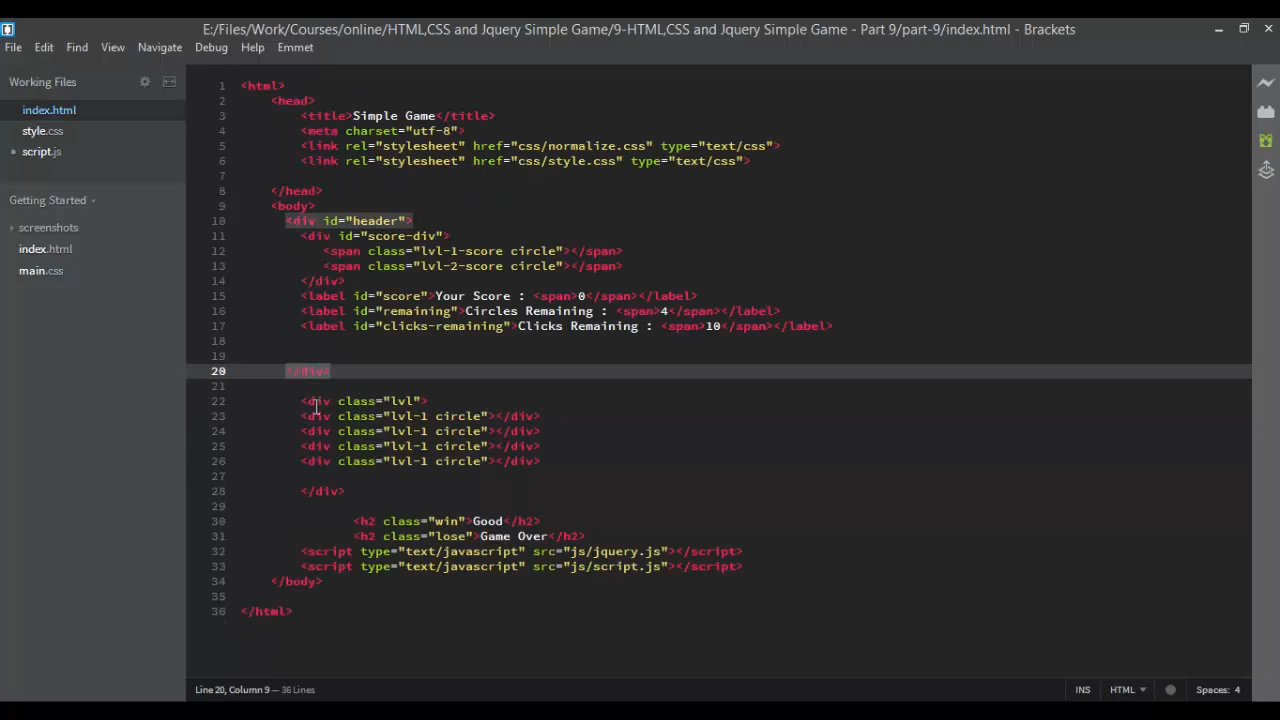 E:/Files/Work/Courses/online/HTML,CSS and Jquery Simple Game/9-HTML,CSS and Jquery Simple Game - Part 9/part-9/index.html - Brackets
File Edit Find View Navigate Debug Help Emmet
Working Files
index.html
style.css
script.js
Getting Started
screenshots
index.html
main.css
1 <html>
2 <head>
3 <title>Simple Game</title>
4 <meta charset="utf-8">
5 <link rel="stylesheet" href="css/normalize.css" type="text/css">
6 <link rel="stylesheet" href="css/style.css" type="text/css">
7
8 </head>
9 <body>
10 <div id="header">
11 <div id="score-div">
12 <span class="lvl-1-score circle"></span>
13 <span class="lvl-2-score circle"></span>
14 </div>
15 <label id="score">Your Score : <span>0</span></label>
16 <label id="remaining">Circles Remaining : <span>4</span></label>
17 <label id="clicks-remaining">Clicks Remaining : <span>10</span></label>
18
19
20 </div>
21
22 <div class="lvl">
23 <div class="lvl-1 circle"></div>
24 <div class="lvl-1 circle"></div>
25 <div class="lvl-1 circle"></div>
26 <div class="lvl-1 circle"></div>
27
28 </div>
29
30 <h2 class="win">Good</h2>
31 <h2 class="lose">Game Over</h2>
32 <script type="text/javascript" src="js/jquery.js"></script>
33 <script type="text/javascript" src="js/script.js"></script>
34 </body>
35
36 </html>
Line 20, Column 9 — 36 Lines INS HTML Spaces: 4